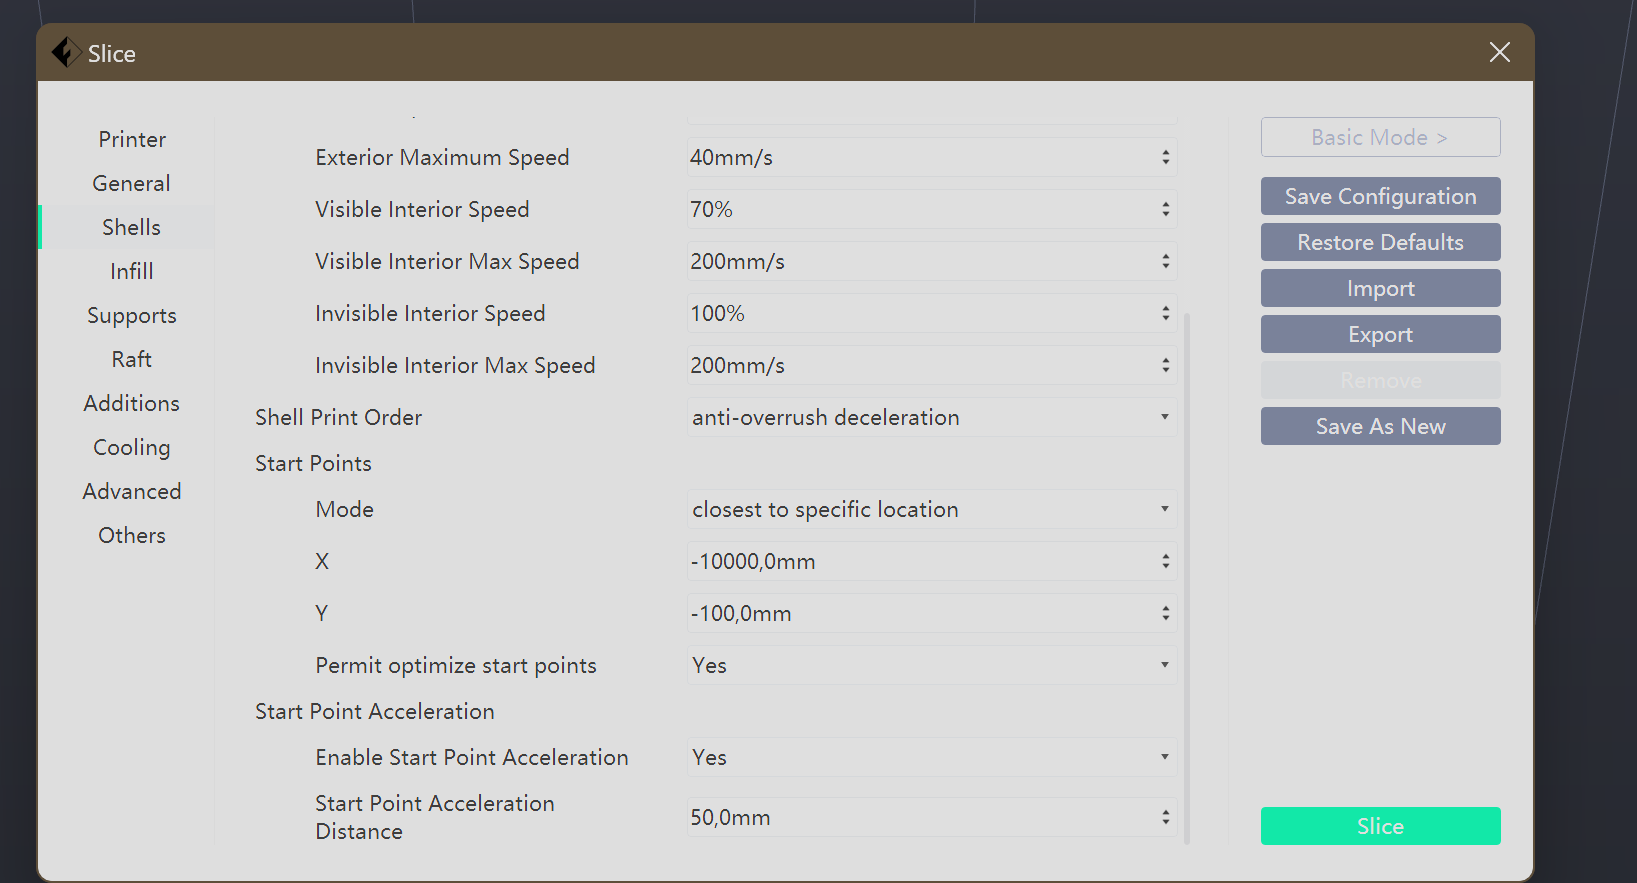 Slice
Printer
General
Shells
Infill
Supports
Raft
Additions
Cooling
Advanced
Others
Exterior Maximum Speed 40mm/s
Visible Interior Speed 70%
Visible Interior Max Speed 200mm/s
Invisible Interior Speed 100%
Invisible Interior Max Speed 200mm/s
Shell Print Order anti-overrush deceleration
Start Points
Mode closest to specific location
X -10000,0mm
Y -100,0mm
Permit optimize start points Yes
Start Point Acceleration
Enable Start Point Acceleration Yes
Start Point Acceleration
Distance 50,0mm
Basic Mode >
Save Configuration
Restore Defaults
Import
Export
Remove
Save As New
Slice